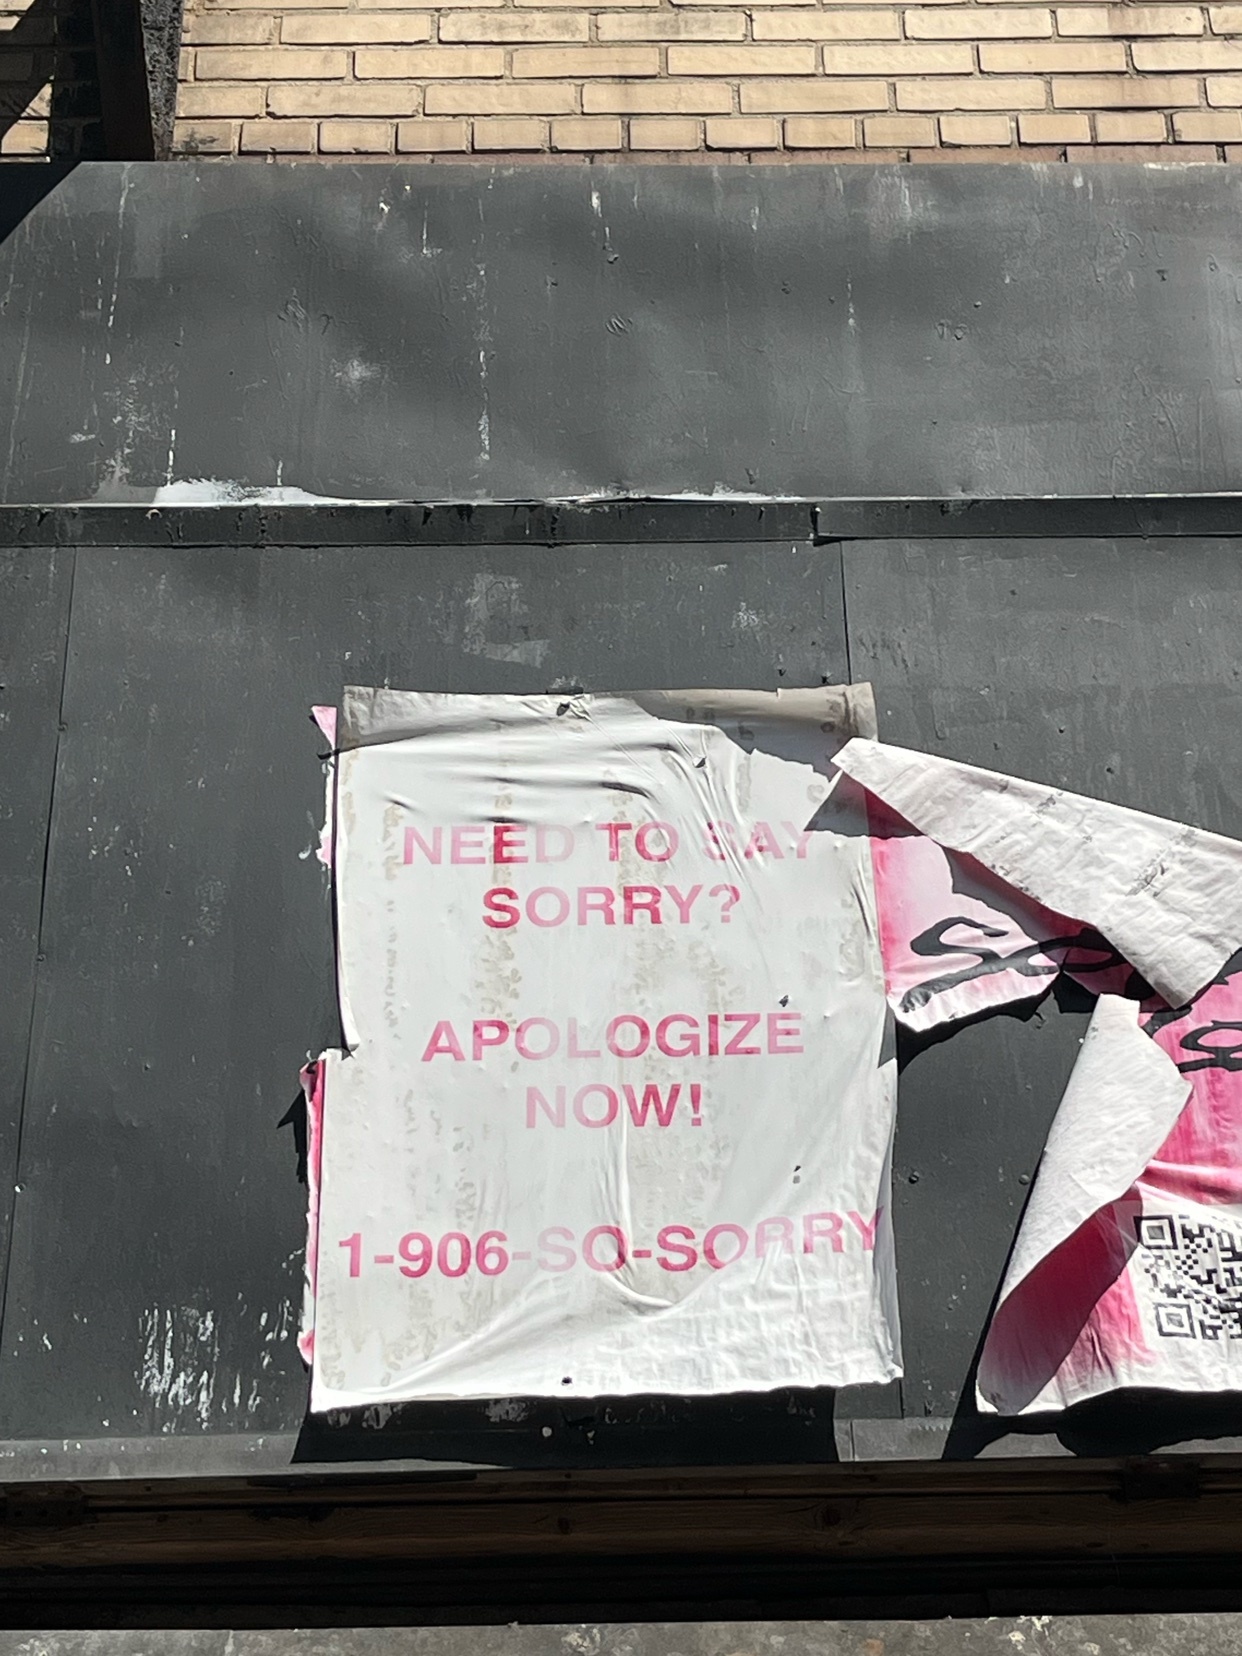 NEED TO SAY
SORRY?
APOLOGIZE
NOW!
1-906-SO-SORRY